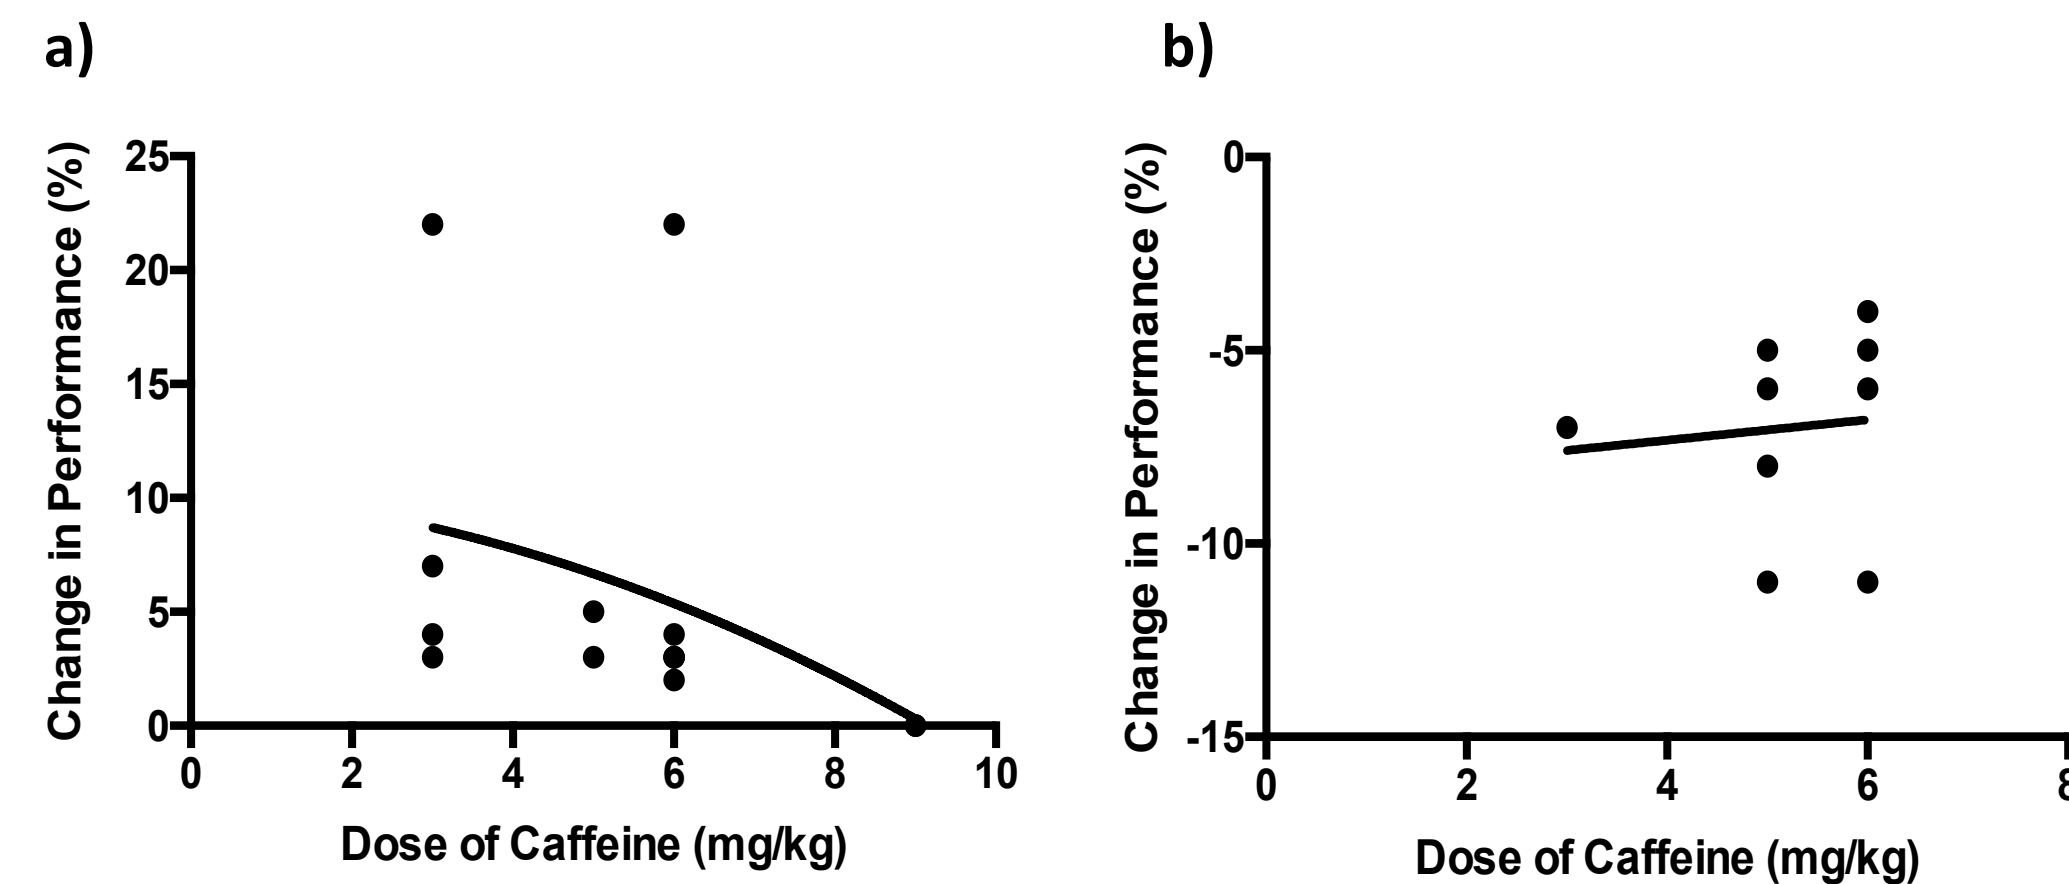 a)
Change in Performance (%)
25
20
15
10
5
0
0 2 4 6 8 10
Dose of Caffeine (mg/kg)
b)
Change in Performance (%)
0
-5
-10
-15
0 2 4 6 8
Dose of Caffeine (mg/kg)